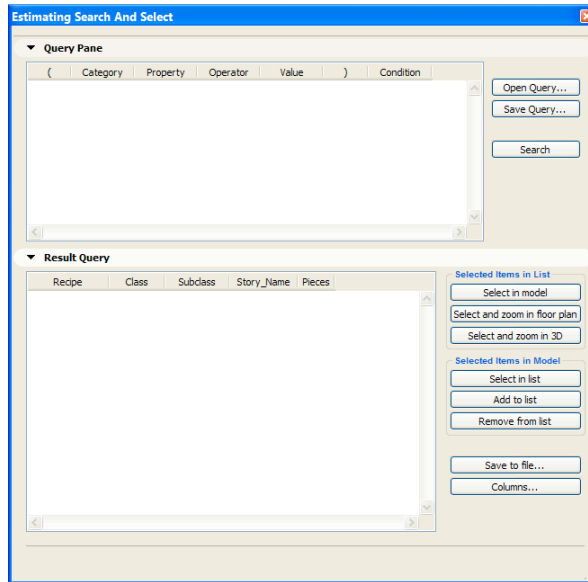 Estimating Search And Select
Query Pane
( Category Property Operator Value ) Condition
Open Query...
Save Query...
Search
Result Query
Recipe Class Subclass Story_Name Pieces
Selected Items in List
Select in model
Select and zoom in floor plan
Select and zoom in 3D
Selected Items in Model
Select in list
Add to list
Remove from list
Save to file...
Columns...